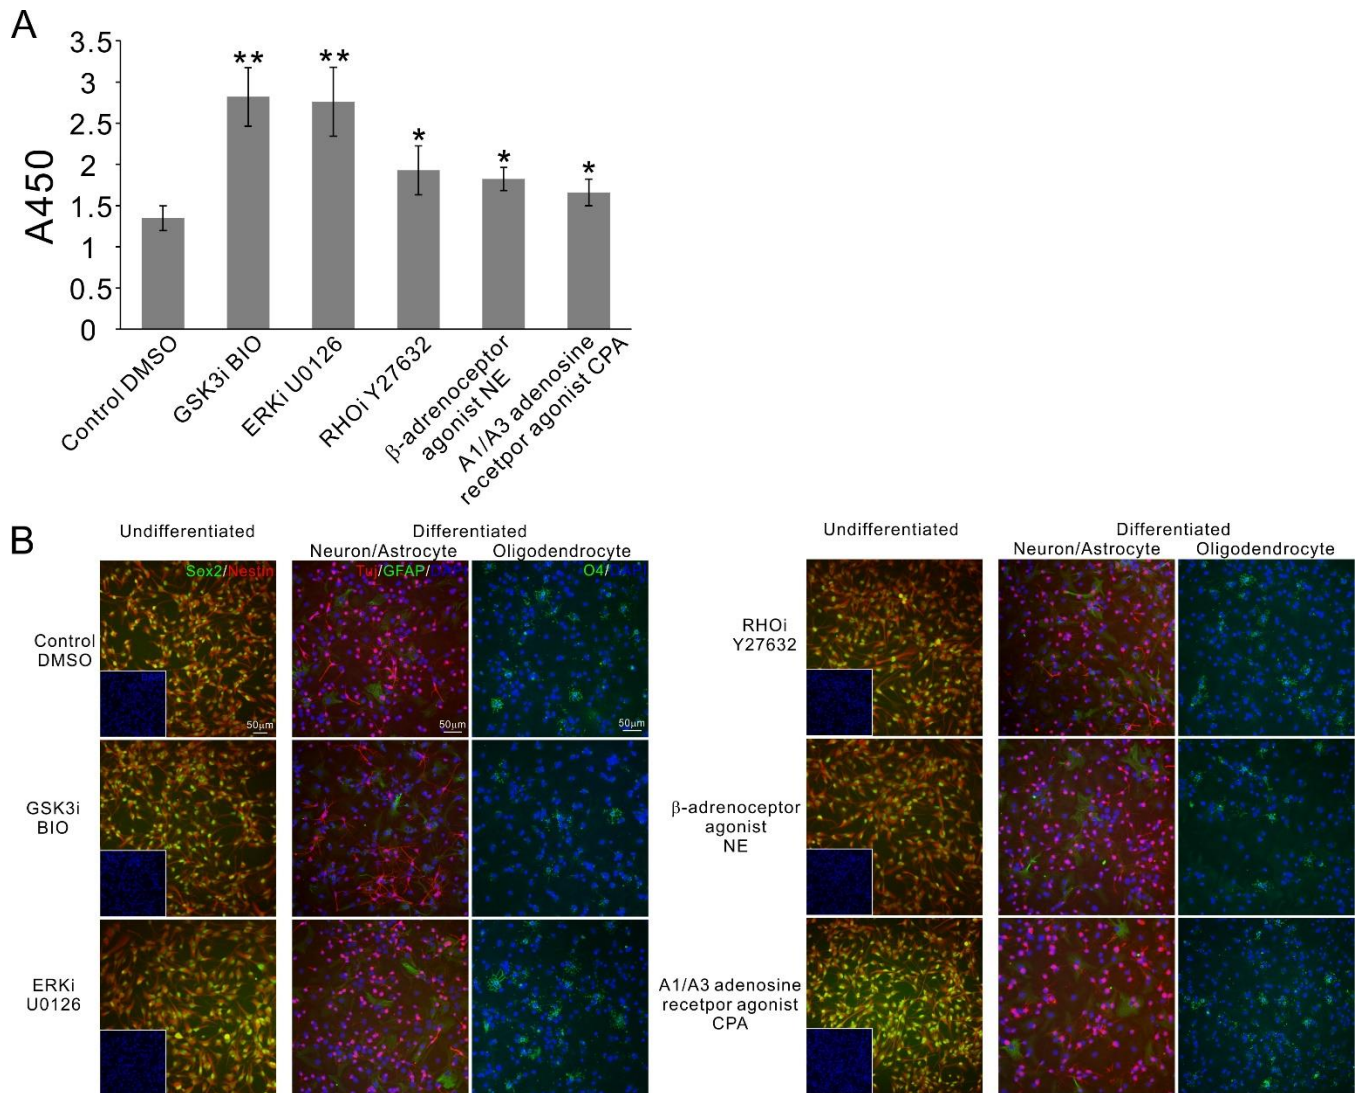 A
3.5
3
2.5
2
1.5
1
0.5
0
A450
**
**
*
*
*
Control DMSO
GSK3i BIO
ERKi U0126
RHOi Y27632
β-adrenoceptor
agonist NE
A1/A3 adenosine
recetpor agonist CPA
B
Undifferentiated
Differentiated
Neuron/Astrocyte
Oligodendrocyte
Sox2/Nestin
Tuj/GFAP/
O4/
Control
DMSO
50μm
50μm
50μm
GSK3i
BIO
ERKi
U0126
Undifferentiated
Differentiated
Neuron/Astrocyte
Oligodendrocyte
RHOi
Y27632
β-adrenoceptor
agonist
NE
A1/A3 adenosine
recetpor agonist
CPA